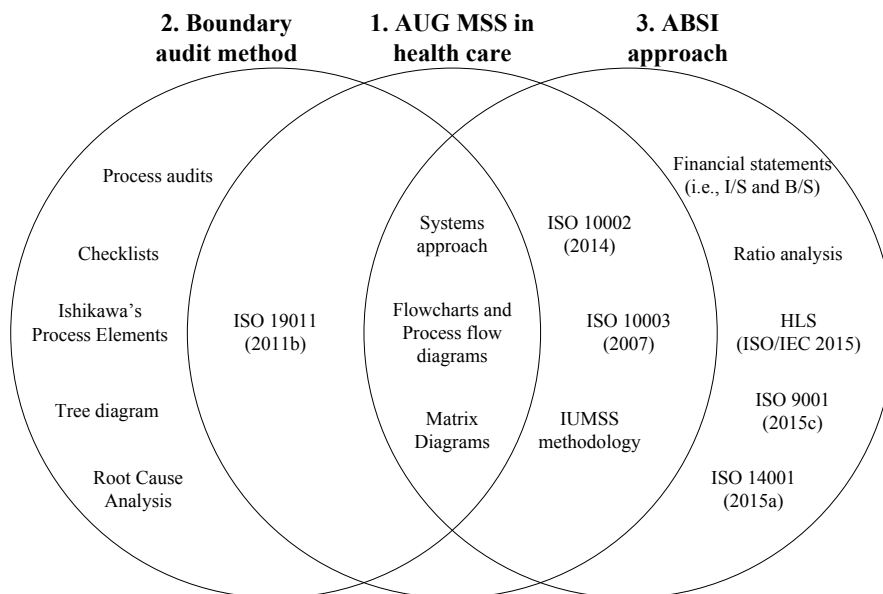 2. Boundary
audit method
1. AUG MSS in
health care
3. ABSI
approach
Process audits
Checklists
Ishikawa’s
Process Elements
Tree diagram
Root Cause
Analysis
ISO 19011
(2011b)
Systems
approach
Flowcharts and
Process flow
diagrams
Matrix
Diagrams
ISO 10002
(2014)
ISO 10003
(2007)
IUMSS
methodology
Financial statements
(i.e., I/S and B/S)
Ratio analysis
HLS
(ISO/IEC 2015)
ISO 9001
(2015c)
ISO 14001
(2015a)